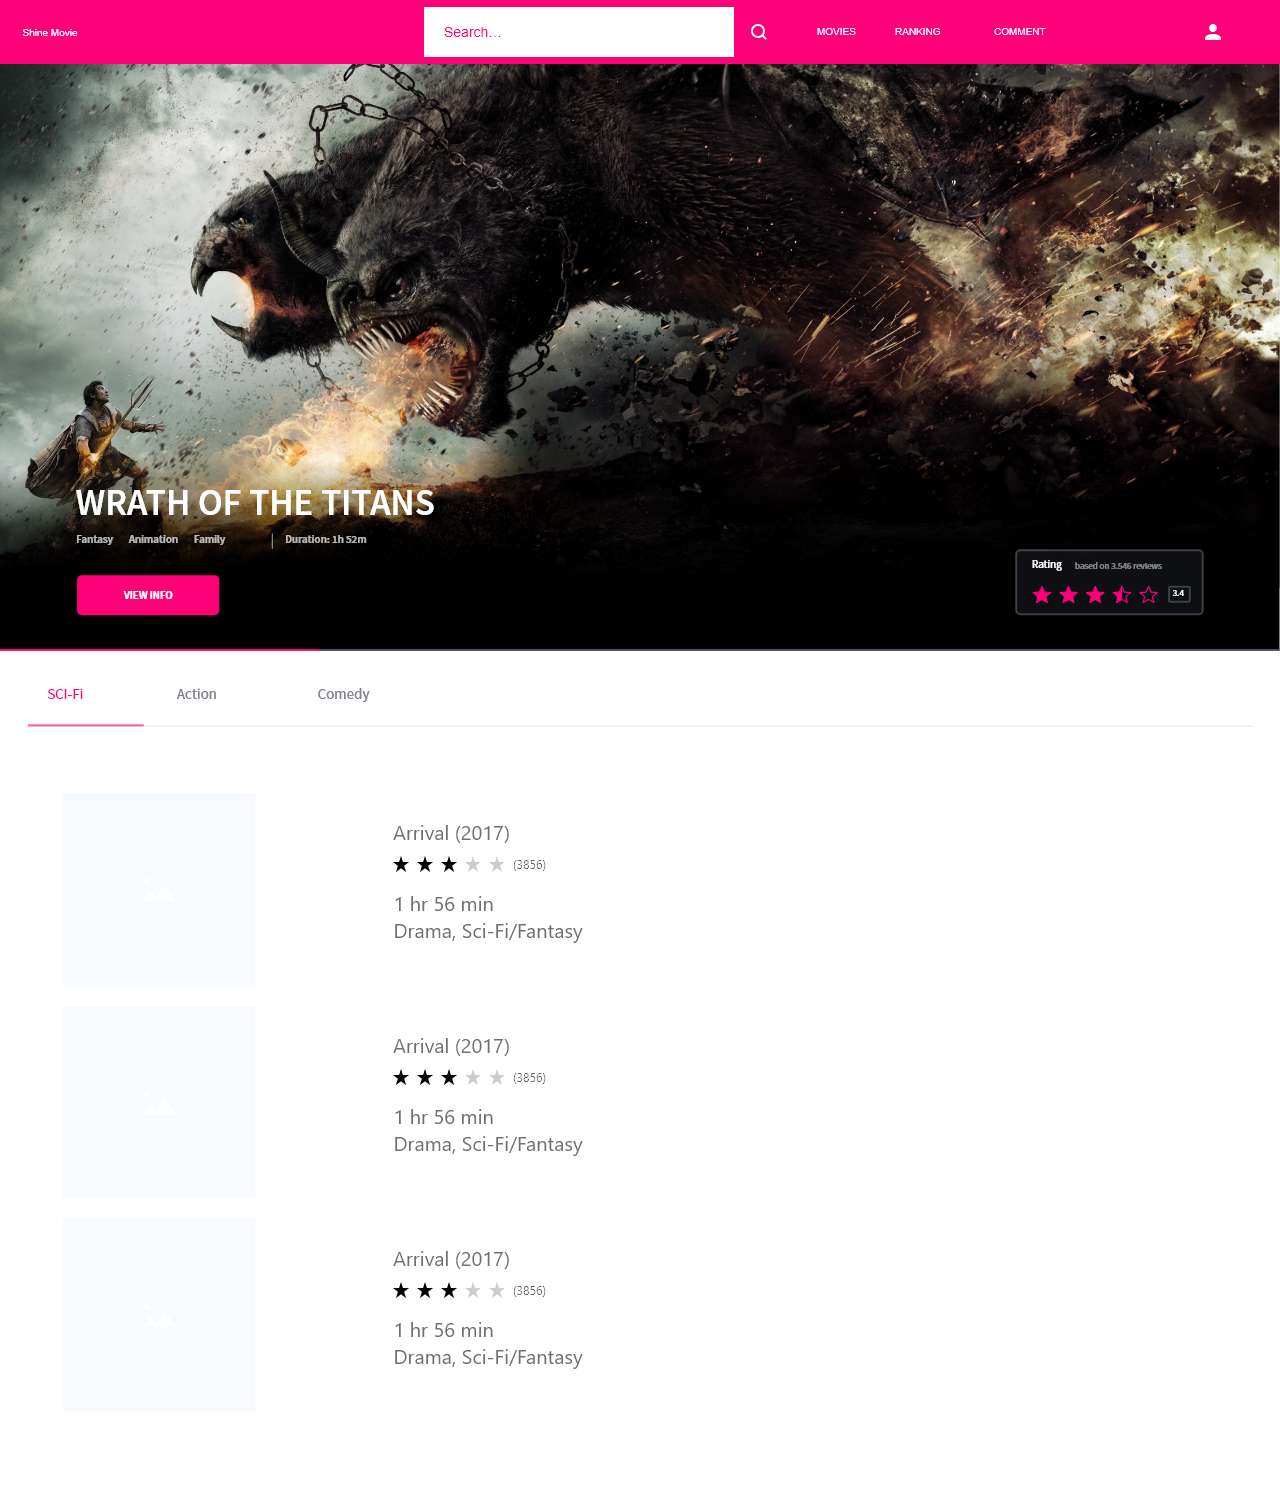 Shine Movie
Search...
MOVIES
RANKING
COMMENT
WRATH OF THE TITANS
Fantasy Animation Family | Duration: 1h 52m
VIEW INFO
Rating based on 3.546 reviews
3.4
SCI-Fi
Action
Comedy
Arrival (2017)
(3856)
1 hr 56 min
Drama, Sci-Fi/Fantasy
Arrival (2017)
(3856)
1 hr 56 min
Drama, Sci-Fi/Fantasy
Arrival (2017)
(3856)
1 hr 56 min
Drama, Sci-Fi/Fantasy